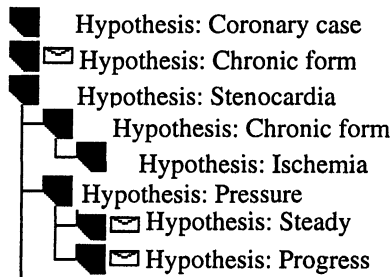 Hypothesis: Coronary case
Hypothesis: Chronic form
Hypothesis: Stenocardia
Hypothesis: Chronic form
Hypothesis: Ischemia
Hypothesis: Pressure
Hypothesis: Steady
Hypothesis: Progress